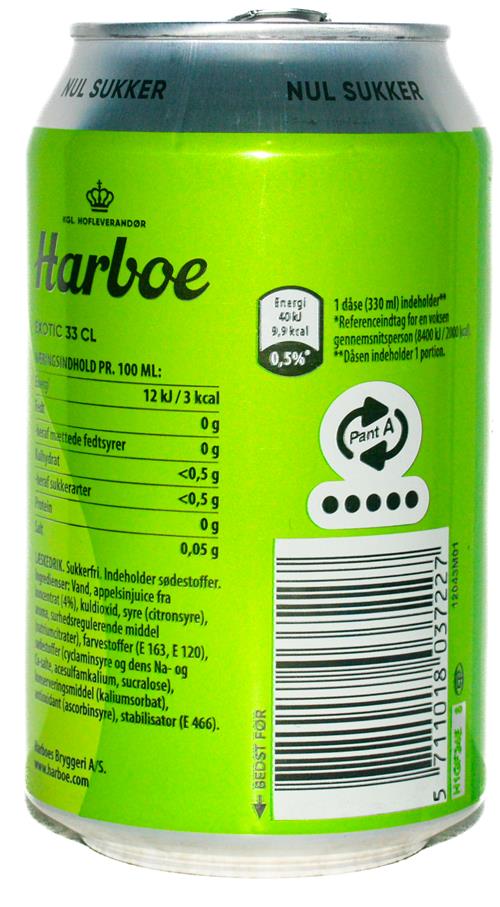 NUL SUKKER
NUL SUKKER
KGL. HOFLEVERANDØR
Harboe
EXOTIC 33 CL
NÆRINGSINDHOLD PR. 100 ML:
Energi 12 kJ / 3 kcal
Fedt 0 g
-heraf mættede fedtsyrer 0 g
Kulhydrat <0,5 g
-heraf sukkerarter <0,5 g
Protein 0 g
Salt 0,05 g
LÆSKEDRIK. Sukkerfri. Indeholder sødestoffer.
Ingredienser: Vand, appelsinjuice fra
koncentrat (4%), kuldioxid, syre (citronsyre),
aroma, surhedsregulerende middel
(natriumcitrater), farvestoffer (E 163, E 120),
sødestoffer (cyclaminsyre og dens Na- og
Ca-salte, acesulfamkalium, sucralose),
konserveringsmiddel (kaliumsorbat),
antioxidant (ascorbinsyre), stabilisator (E 466).
Harboes Bryggeri A/S.
www.harboe.com
Energi
40 kJ
9,9 kcal
0,5%*
1 dåse (330 ml) indeholder**
*Referenceindtag for en voksen
gennemsnitsperson (8400 kJ / 2000 kcal).
**Dåsen indeholder 1 portion.
Pant A
BEDST FØR
5 711018 037227
12043M01